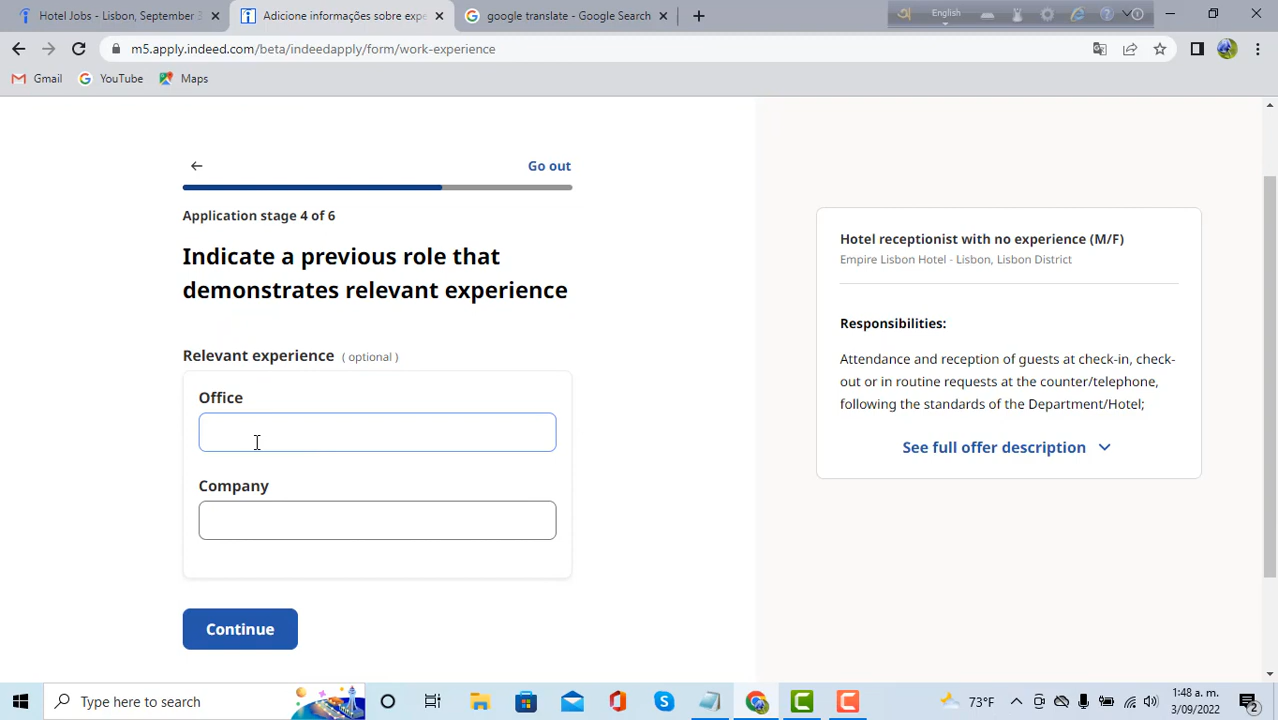 Hotel Jobs - Lisbon, September 3
Adicione informações sobre expe
google translate - Google Search
English
m5.apply.indeed.com/beta/indeedapply/form/work-experience
Gmail
YouTube
Maps
Go out
Application stage 4 of 6
Indicate a previous role that
demonstrates relevant experience
Relevant experience ( optional )
Office
Company
Continue
Hotel receptionist with no experience (M/F)
Empire Lisbon Hotel - Lisbon, Lisbon District
Responsibilities:
Attendance and reception of guests at check-in, check-
out or in routine requests at the counter/telephone,
following the standards of the Department/Hotel;
See full offer description
Type here to search
73°F
1:48 a. m.
3/09/2022
2